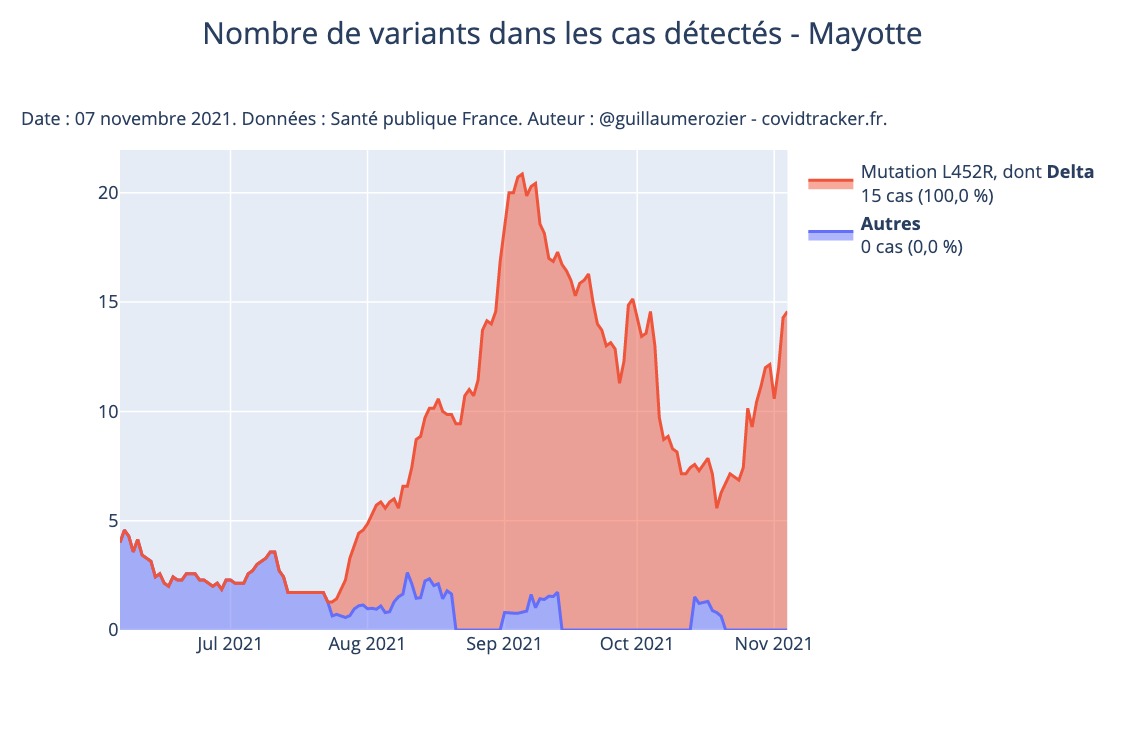 Nombre de variants dans les cas détectés - Mayotte
Date : 07 novembre 2021. Données : Santé publique France. Auteur : @guillaumerozier - covidtracker.fr.
Mutation L452R, dont Delta
15 cas (100,0 %)
Autres
0 cas (0,0 %)
20
15
10
5
0
Jul 2021
Aug 2021
Sep 2021
Oct 2021
Nov 2021